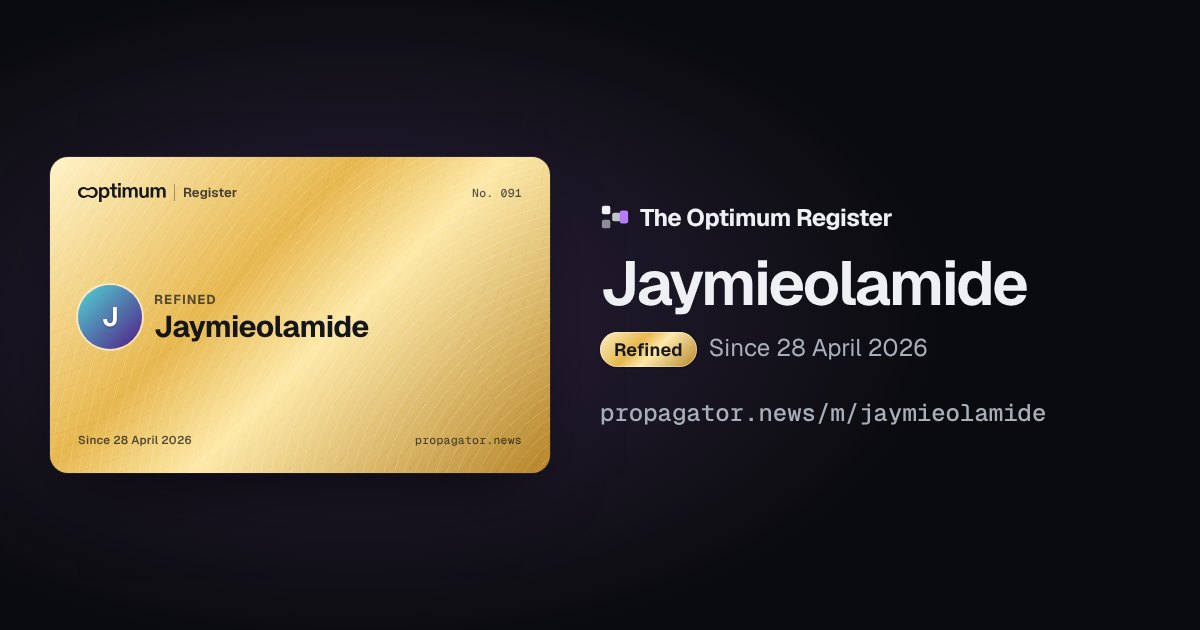 optimum | Register
No. 091
J
REFINED
Jaymieolamide
Since 28 April 2026
propagator.news
The Optimum Register
Jaymieolamide
Refined
Since 28 April 2026
propagator.news/m/jaymieolamide